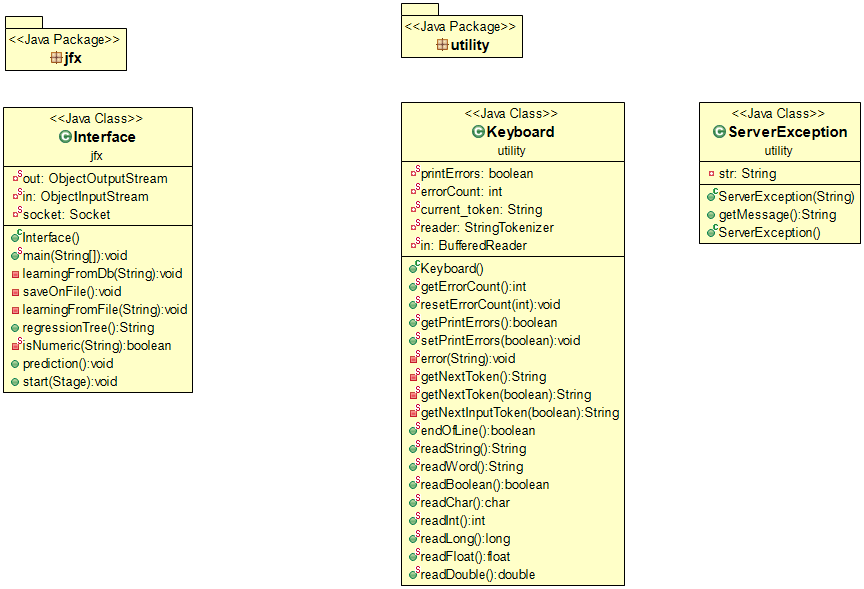 <<Java Package>>
jfx
<<Java Package>>
utility
<<Java Class>>
Interface
jfx
out: ObjectOutputStream
in: ObjectInputStream
socket: Socket
Interface()
main(String[]):void
learningFromDb(String):void
saveOnFile():void
learningFromFile(String):void
regressionTree():String
isNumeric(String):boolean
prediction():void
start(Stage):void
<<Java Class>>
Keyboard
utility
printErrors: boolean
errorCount: int
current_token: String
reader: StringTokenizer
in: BufferedReader
Keyboard()
getErrorCount():int
resetErrorCount(int):void
getPrintErrors():boolean
setPrintErrors(boolean):void
error(String):void
getNextToken():String
getNextToken(boolean):String
getNextInputToken(boolean):String
endOfLine():boolean
readString():String
readWord():String
readBoolean():boolean
readChar():char
readInt():int
readLong():long
readFloat():float
readDouble():double
<<Java Class>>
ServerException
utility
str: String
ServerException(String)
getMessage():String
ServerException()